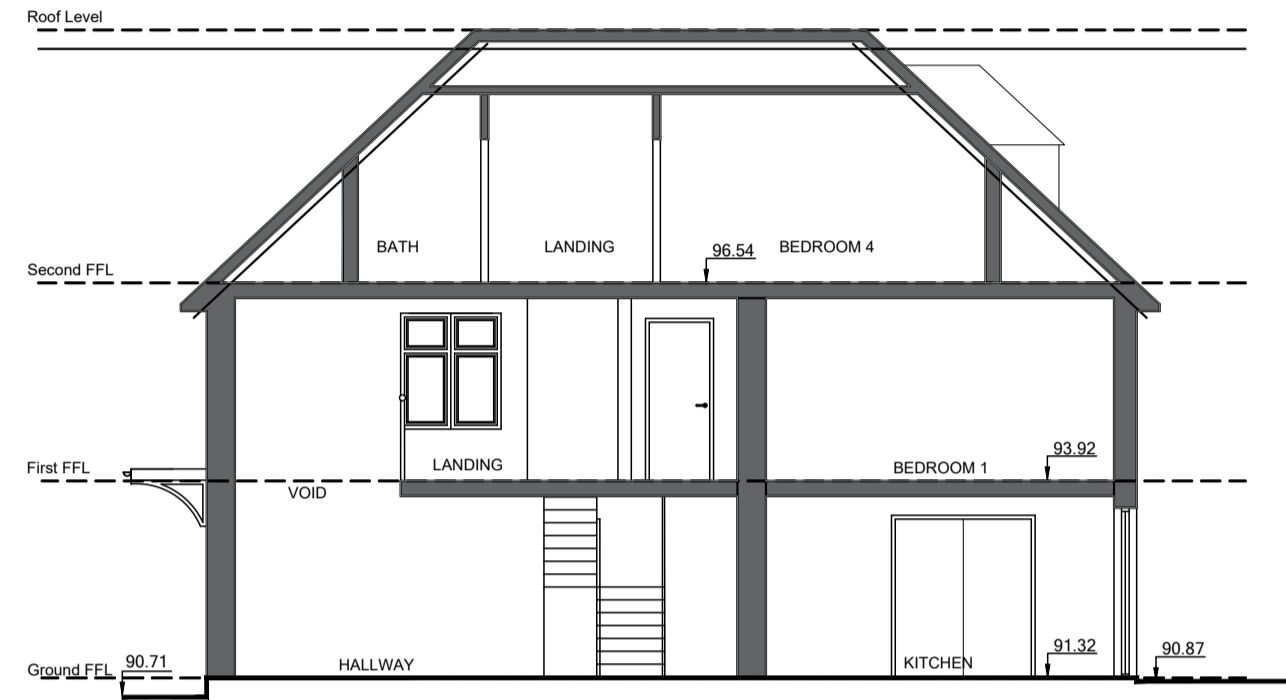 Roof Level
BATH
LANDING
96.54
BEDROOM 4
Second FFL
First FFL
LANDING
BEDROOM 1
93.92
VOID
Ground FFL
90.71
HALLWAY
KITCHEN
91.32
90.87